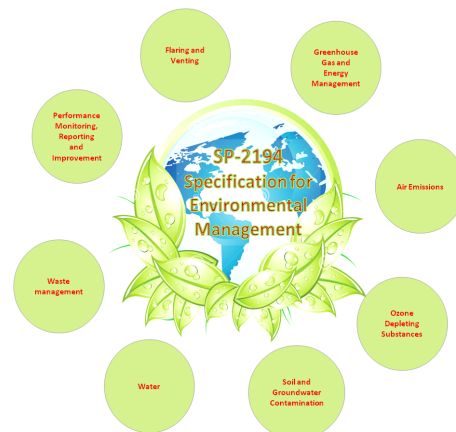 Flaring and
Venting
Greenhouse
Gas and
Energy
Management
Performance
Monitoring,
Reporting
and
Improvement
SP-2194
Specification for
Environmental
Management
Air Emissions
Waste
management
Ozone
Depleting
Substances
Water
Soil and
Groundwater
Contamination